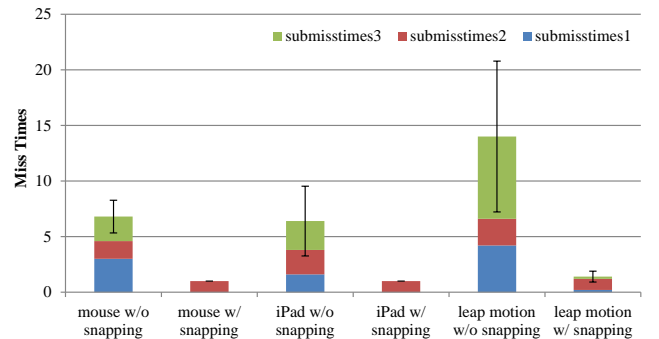 25
submisstimes3 submisstimes2 submisstimes1
20
15
10
5
0
Miss Times
mouse w/o snapping
mouse w/ snapping
iPad w/o snapping
iPad w/ snapping
leap motion w/o snapping
leap motion w/ snapping